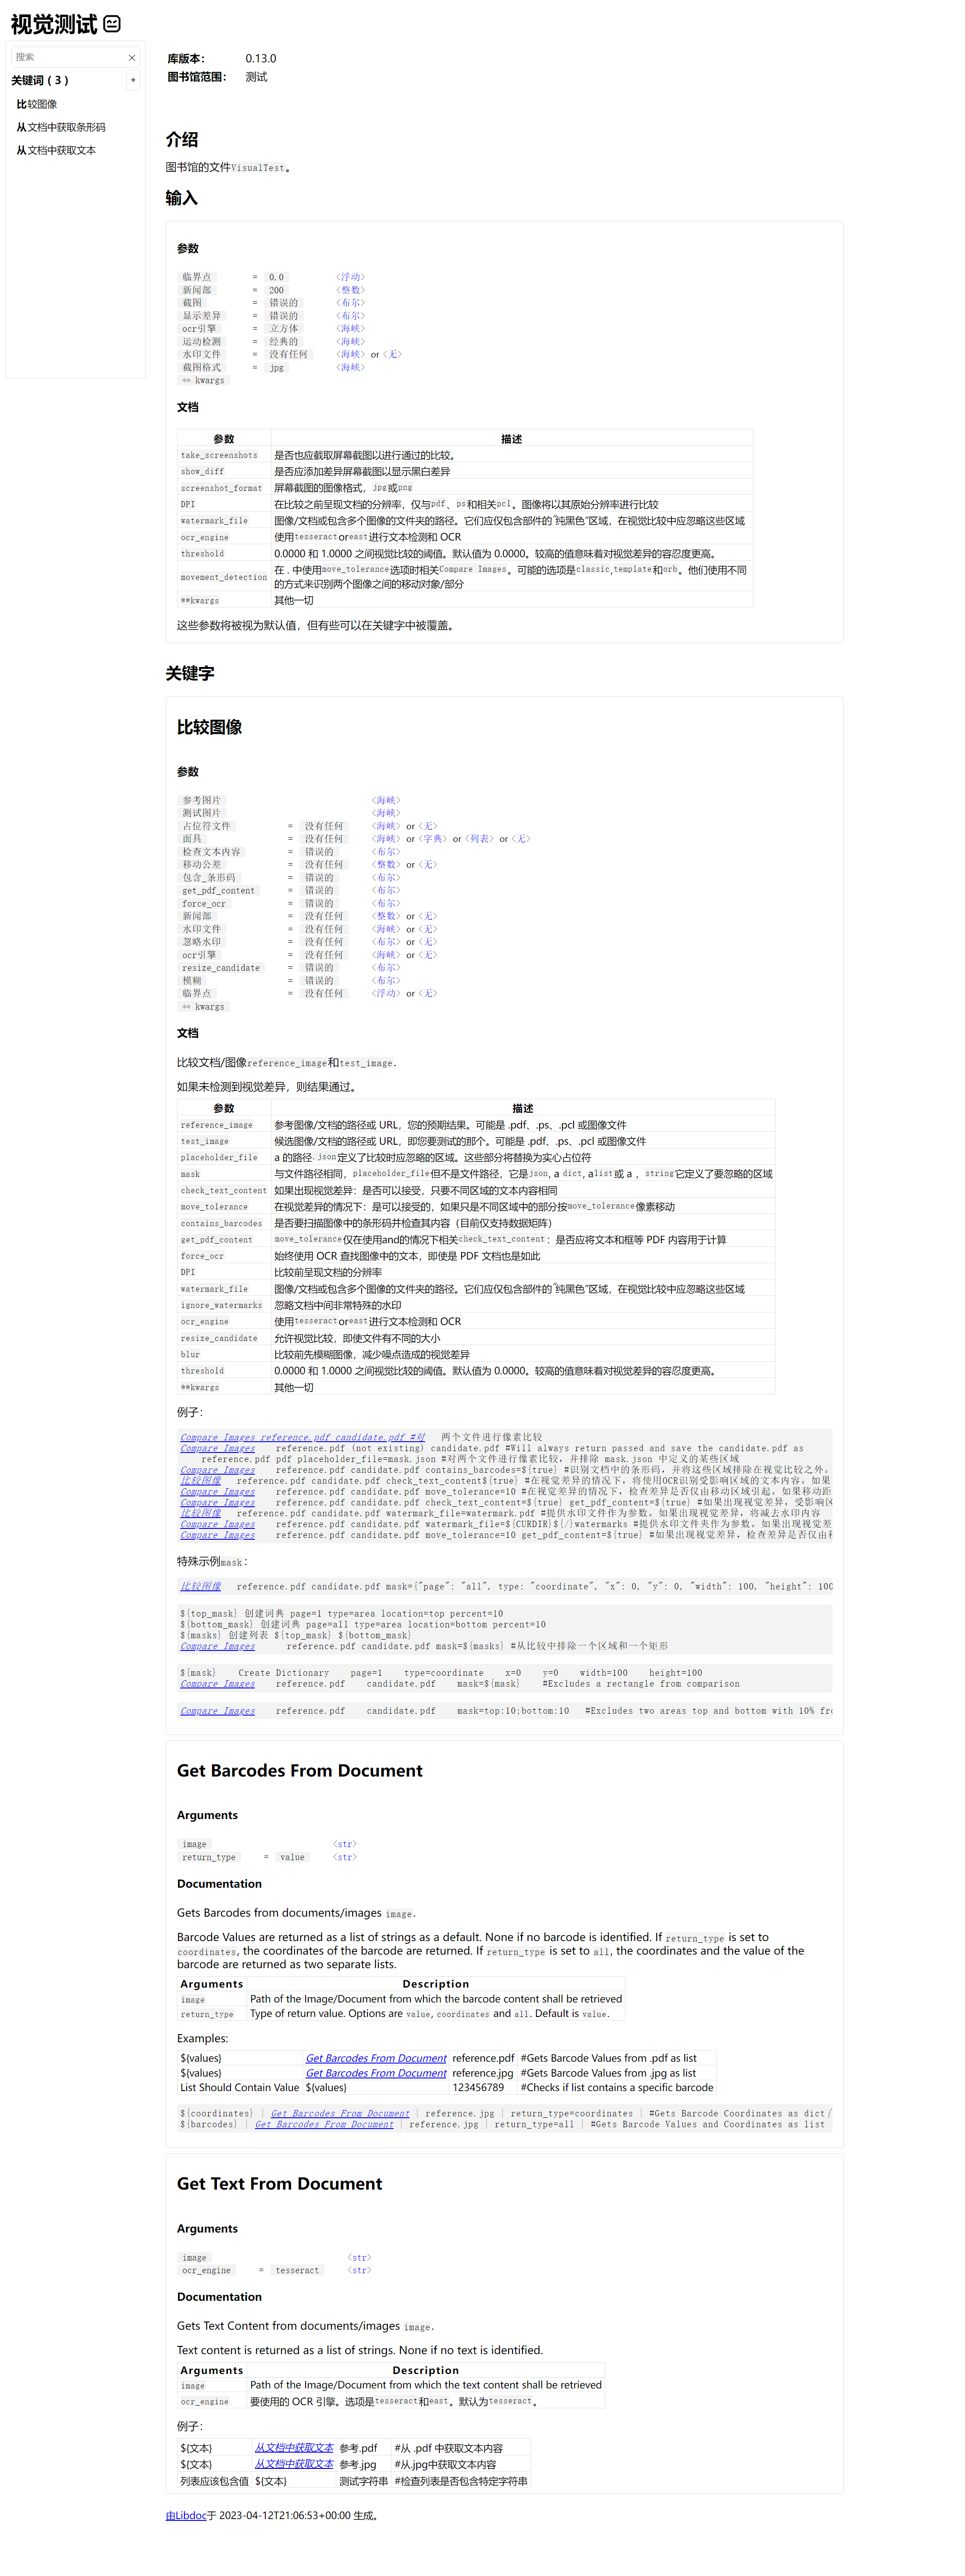 视觉测试
搜索
关键词（3）
+
比较图像
从文档中获取条形码
从文档中获取文本
库版本： 0.13.0
图书馆范围： 测试
介绍
图书馆的文件VisualTest。
输入
参数
临界点 = 0.0 <浮动>
新闻部 = 200 <整数>
截图 = 错误的 <布尔>
显示差异 = 错误的 <布尔>
ocr引擎 = 立方体 <海峡>
运动检测 = 经典的 <海峡>
水印文件 = 没有任何 <海峡> or <无>
截图格式 = jpg <海峡>
** kwargs
文档
参数 描述
take_screenshots 是否也应截取屏幕截图以进行通过的比较。
show_diff 是否应添加差异屏幕截图以显示黑白差异
screenshot_format 屏幕截图的图像格式，jpg或png
DPI 在比较之前呈现文档的分辨率，仅与pdf、ps和相关pcl。图像将以其原始分辨率进行比较
watermark_file 图像/文档或包含多个图像的文件夹的路径。它们应仅包含部件的“纯黑色”区域，在视觉比较中应忽略这些区域
ocr_engine 使用tesseractoreast进行文本检测和 OCR
threshold 0.0000 和 1.0000 之间视觉比较的阈值。默认值为 0.0000。较高的值意味着对视觉差异的容忍度更高。
movement_detection 在 . 中使用move_tolerance选项时相关Compare Images。可能的选项是classic,template和orb。他们使用不同
的方式来识别两个图像之间的移动对象/部分
**kwargs 其他一切
这些参数将被视为默认值，但有些可以在关键字中被覆盖。
关键字
比较图像
参数
参考图片 <海峡>
测试图片 <海峡>
占位符文件 = 没有任何 <海峡> or <无>
面具 = 没有任何 <海峡> or <字典> or <列表> or <无>
检查文本内容 = 错误的 <布尔>
移动公差 = 没有任何 <整数> or <无>
包含_条形码 = 错误的 <布尔>
get_pdf_content = 错误的 <布尔>
force_ocr = 错误的 <布尔>
新闻部 = 没有任何 <整数> or <无>
水印文件 = 没有任何 <海峡> or <无>
忽略水印 = 没有任何 <布尔> or <无>
ocr引擎 = 没有任何 <海峡> or <无>
resize_candidate = 错误的 <布尔>
模糊 = 错误的 <布尔>
临界点 = 没有任何 <浮动> or <无>
** kwargs
文档
比较文档/图像reference_image和test_image.
如果未检测到视觉差异，则结果通过。
参数 描述
reference_image 参考图像/文档的路径或 URL，您的预期结果。可能是 .pdf、.ps、.pcl 或图像文件
test_image 候选图像/文档的路径或 URL，即您要测试的那个。可能是 .pdf、.ps、.pcl 或图像文件
placeholder_file a 的路径.json定义了比较时应忽略的区域。这些部分将替换为实心占位符
mask 与文件路径相同，placeholder_file但不是文件路径，它是json, a dict, alist或 a ，string它定义了要忽略的区域
check_text_content 如果出现视觉差异：是否可以接受，只要不同区域的文本内容相同
move_tolerance 在视觉差异的情况下：是可以接受的，如果只是不同区域中的部分按move_tolerance像素移动
contains_barcodes 是否要扫描图像中的条形码并检查其内容（目前仅支持数据矩阵）
get_pdf_content move_tolerance仅在使用and的情况下相关check_text_content：是否应将文本和框等 PDF 内容用于计算
force_ocr 始终使用 OCR 查找图像中的文本，即使是 PDF 文档也是如此
DPI 比较前呈现文档的分辨率
watermark_file 图像/文档或包含多个图像的文件夹的路径。它们应仅包含部件的“纯黑色”区域，在视觉比较中应忽略这些区域
ignore_watermarks 忽略文档中间非常特殊的水印
ocr_engine 使用tesseractoreast进行文本检测和 OCR
resize_candidate 允许视觉比较，即使文件有不同的大小
blur 比较前先模糊图像，减少噪点造成的视觉差异
threshold 0.0000 和 1.0000 之间视觉比较的阈值。默认值为 0.0000。较高的值意味着对视觉差异的容忍度更高。
**kwargs 其他一切
例子：
Compare Images reference.pdf candidate.pdf #对 两个文件进行像素比较
Compare Images reference.pdf (not existing) candidate.pdf #Will always return passed and save the candidate.pdf as
reference.pdf pdf placeholder_file=mask.json #对两个文件进行像素比较，并排除 mask.json 中定义的某些区域
Compare Images reference.pdf candidate.pdf contains_barcodes=${true} #识别文档中的条形码，并将这些区域排除在视觉比较之外。
比较图像 reference.pdf candidate.pdf check_text_content${true} #在视觉差异的情况下，将使用OCR识别受影响区域的文本内容。如果
Compare Images reference.pdf candidate.pdf move_tolerance=10 #在视觉差异的情况下，检查差异是否仅由移动区域引起。如果移动距
Compare Images reference.pdf candidate.pdf check_text_content=${true} get_pdf_content=${true} #如果出现视觉差异，受影响区
比较图像 reference.pdf candidate.pdf watermark_file=watermark.pdf #提供水印文件作为参数。如果出现视觉差异，将减去水印内容
Compare Images reference.pdf candidate.pdf watermark_file=${CURDIR}${/}watermarks #提供水印文件夹作为参数。如果出现视觉差
Compare Images reference.pdf candidate.pdf move_tolerance=10 get_pdf_content=${true} #如果出现视觉差异，检查差异是否仅由移
特殊示例mask：
比较图像 reference.pdf candidate.pdf mask={"page": "all", type: "coordinate", "x": 0, "y": 0, "width": 100, "height": 100
${top_mask} 创建词典 page=1 type=area location=top percent=10
${bottom_mask} 创建词典 page=all type=area location=bottom percent=10
${masks} 创建列表 ${top_mask} ${bottom_mask}
Compare Images reference.pdf candidate.pdf mask=${masks} #从比较中排除一个区域和一个矩形
${mask} Create Dictionary page=1 type=coordinate x=0 y=0 width=100 height=100
Compare Images reference.pdf candidate.pdf mask=${mask} #Excludes a rectangle from comparison
Compare Images reference.pdf candidate.pdf mask=top:10;bottom:10 #Excludes two areas top and bottom with 10% fro
Get Barcodes From Document
Arguments
image <str>
return_type = value <str>
Documentation
Gets Barcodes from documents/images image.
Barcode Values are returned as a list of strings as a default. None if no barcode is identified. If return_type is set to
coordinates, the coordinates of the barcode are returned. If return_type is set to all, the coordinates and the value of the
barcode are returned as two separate lists.
Arguments Description
image Path of the Image/Document from which the barcode content shall be retrieved
return_type Type of return value. Options are value, coordinates and all. Default is value.
Examples:
${values} Get Barcodes From Document reference.pdf #Gets Barcode Values from .pdf as list
${values} Get Barcodes From Document reference.jpg #Gets Barcode Values from .jpg as list
List Should Contain Value ${values} 123456789 #Checks if list contains a specific barcode
${coordinates} | Get Barcodes From Document | reference.jpg | return_type=coordinates | #Gets Barcode Coordinates as dict{
${barcodes} | Get Barcodes From Document | reference.jpg | return_type=all | #Gets Barcode Values and Coordinates as list
Get Text From Document
Arguments
image <str>
ocr_engine = tesseract <str>
Documentation
Gets Text Content from documents/images image.
Text content is returned as a list of strings. None if no text is identified.
Arguments Description
image Path of the Image/Document from which the text content shall be retrieved
ocr_engine 要使用的 OCR 引擎。选项是tesseract和east。默认为tesseract。
例子：
${文本} 从文档中获取文本 参考.pdf #从 .pdf 中获取文本内容
${文本} 从文档中获取文本 参考.jpg #从.jpg中获取文本内容
列表应该包含值 ${文本} 测试字符串 #检查列表是否包含特定字符串
由Libdoc于 2023-04-12T21:06:53+00:00 生成。